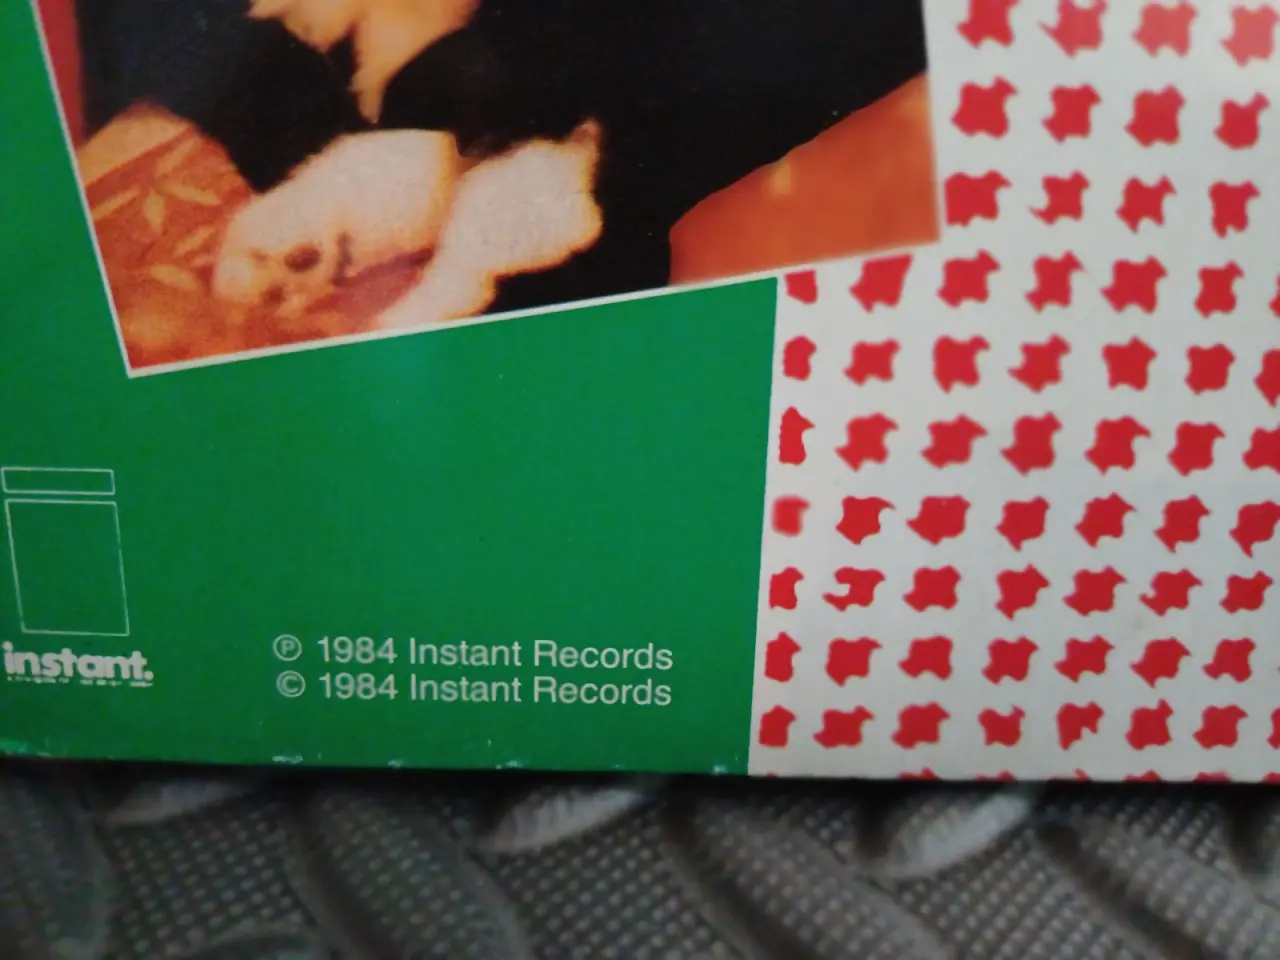 instant.
℗ 1984 Instant Records
© 1984 Instant Records